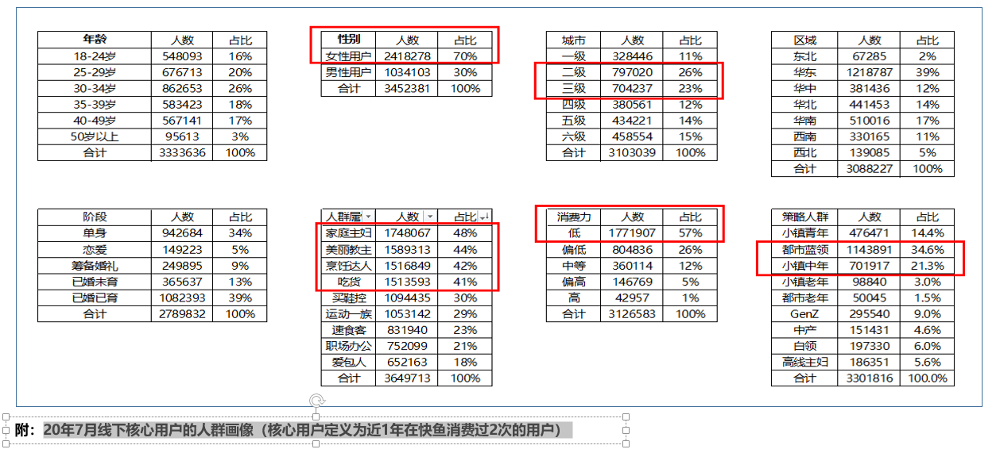 年龄 人数 占比
18-24岁 548093 16%
25-29岁 676713 20%
30-34岁 862653 26%
35-39岁 583423 18%
40-49岁 567141 17%
50岁以上 95613 3%
合计 3333636 100%
性别 人数 占比
女性用户 2418278 70%
男性用户 1034103 30%
合计 3452381 100%
城市 人数 占比
一级 328446 11%
二级 797020 26%
三级 704237 23%
四级 380561 12%
五级 434221 14%
六级 458554 15%
合计 3103039 100%
区域 人数 占比
东北 67285 2%
华东 1218787 39%
华中 381436 12%
华北 441453 14%
华南 510016 17%
西南 330165 11%
西北 139085 5%
合计 3088227 100%
阶段 人数 占比
单身 942684 34%
恋爱 149223 5%
筹备婚礼 249895 9%
已婚未育 365637 13%
已婚已育 1082393 39%
合计 2789832 100%
人群属 人数 占比
家庭主妇 1748067 48%
美丽教主 1589313 44%
烹饪达人 1516849 42%
吃货 1513593 41%
买鞋控 1094435 30%
运动一族 1053142 29%
速食客 831940 23%
职场办公 752099 21%
爱包人 652163 18%
合计 3649713 100%
消费力 人数 占比
低 1771907 57%
偏低 804836 26%
中等 360114 12%
偏高 146769 5%
高 42957 1%
合计 3126583 100%
策略人群 人数 占比
小镇青年 476471 14.4%
都市蓝领 1143891 34.6%
小镇中年 701917 21.3%
小镇老年 98840 3.0%
都市老年 50045 1.5%
GenZ 295540 9.0%
中产 151431 4.6%
白领 197330 6.0%
高线主妇 186351 5.6%
合计 3301816 100.0%
附：20年7月线下核心用户的人群画像（核心用户定义为近1年在快鱼消费过2次的用户）